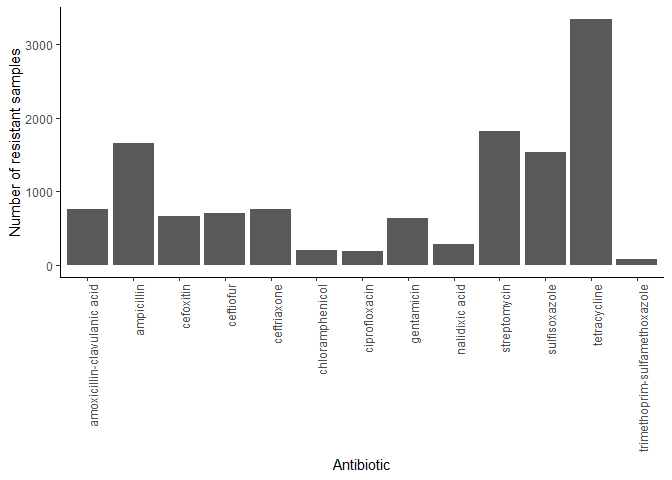 Number of resistant samples
3000
2000
1000
0
amoxicillin-clavulanic acid
ampicillin
cefoxitin
ceftiofur
ceftriaxone
chloramphenicol
ciprofloxacin
gentamicin
nalidixic acid
streptomycin
sulfisoxazole
tetracycline
trimethoprim-sulfamethoxazole
Antibiotic